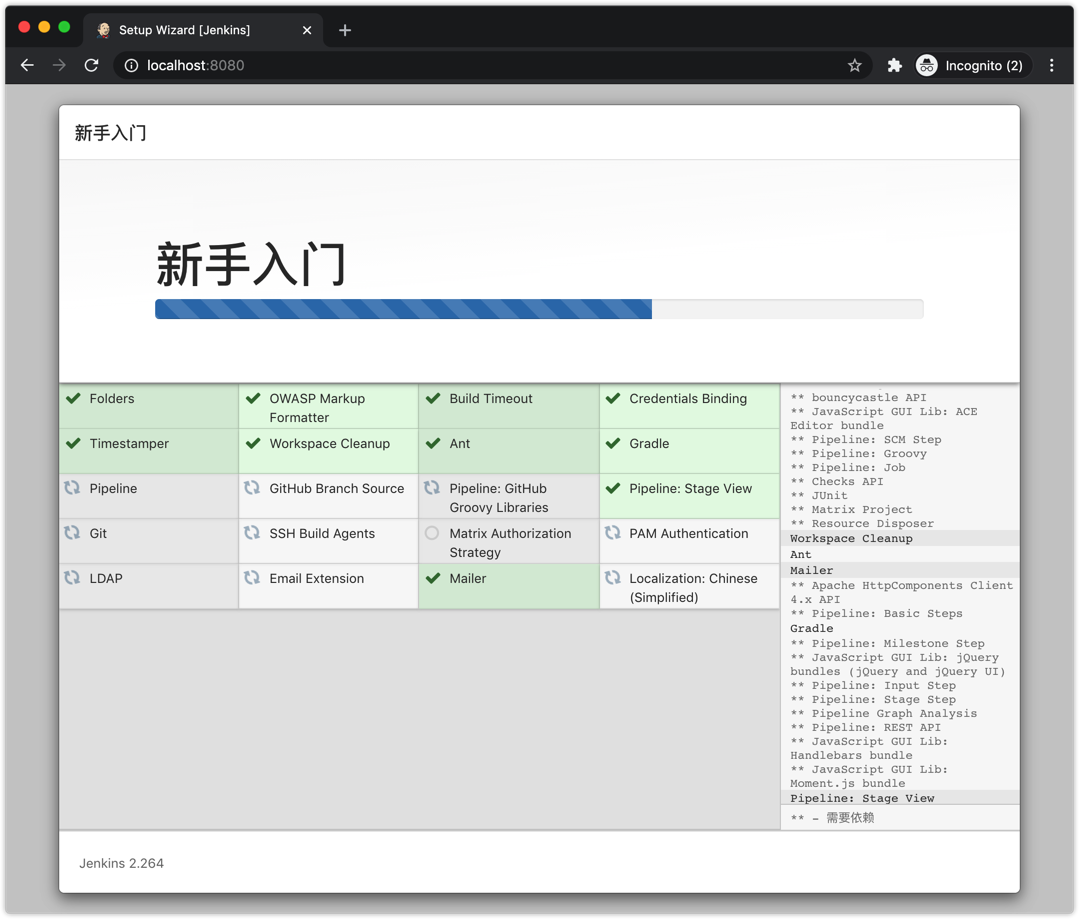 Setup Wizard [Jenkins]
localhost:8080
Incognito (2)
新手入门
新手入门
Folders
OWASP Markup
Formatter
Build Timeout
Credentials Binding
Timestamper
Workspace Cleanup
Ant
Gradle
Pipeline
GitHub Branch Source
Pipeline: GitHub
Groovy Libraries
Pipeline: Stage View
Git
SSH Build Agents
Matrix Authorization
Strategy
PAM Authentication
LDAP
Email Extension
Mailer
Localization: Chinese
(Simplified)
** bouncycastle API
** JavaScript GUI Lib: ACE
Editor bundle
** Pipeline: SCM Step
** Pipeline: Groovy
** Pipeline: Job
** Checks API
** JUnit
** Matrix Project
** Resource Disposer
Workspace Cleanup
Ant
Mailer
** Apache HttpComponents Client
4.x API
** Pipeline: Basic Steps
Gradle
** Pipeline: Milestone Step
** JavaScript GUI Lib: jQuery
bundles (jQuery and jQuery UI)
** Pipeline: Input Step
** Pipeline: Stage Step
** Pipeline Graph Analysis
** Pipeline: REST API
** JavaScript GUI Lib:
Handlebars bundle
** JavaScript GUI Lib:
Moment.js bundle
Pipeline: Stage View
** - 需要依赖
Jenkins 2.264